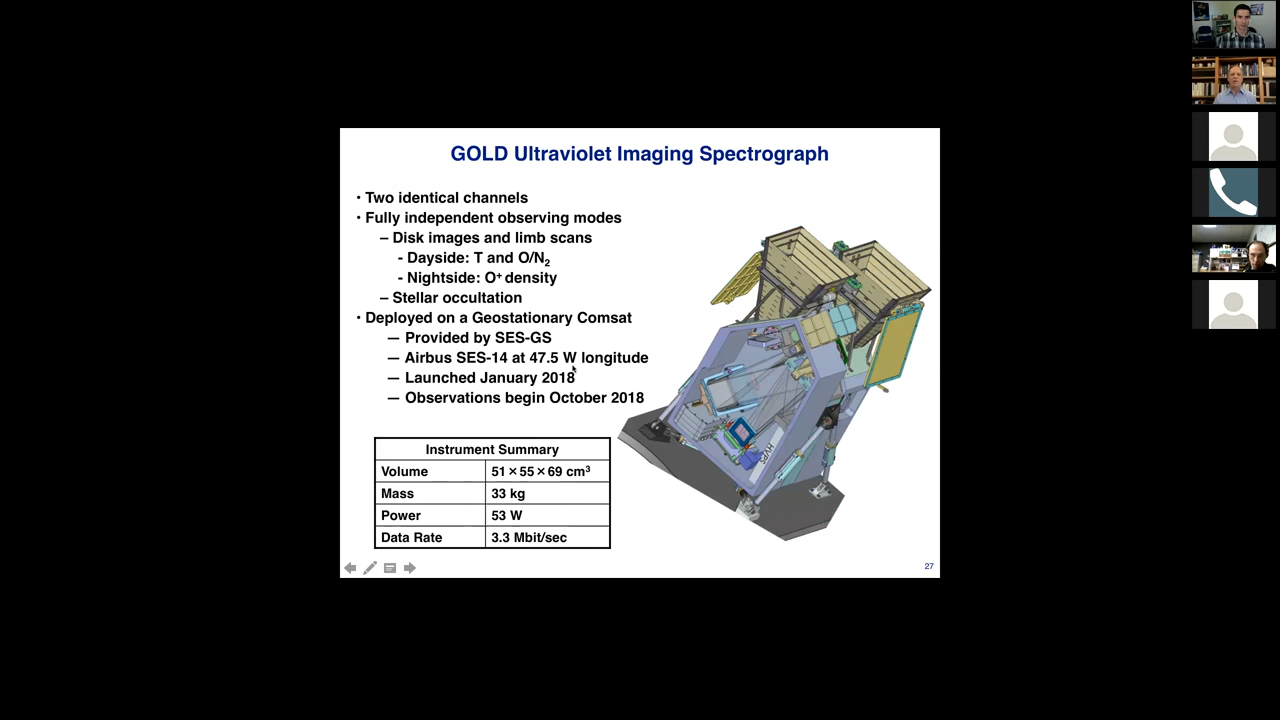 GOLD Ultraviolet Imaging Spectrograph
• Two identical channels
• Fully independent observing modes
– Disk images and limb scans
- Dayside: T and O/N₂
- Nightside: O⁺ density
– Stellar occultation
• Deployed on a Geostationary Comsat
— Provided by SES-GS
— Airbus SES-14 at 47.5 W longitude
— Launched January 2018
— Observations begin October 2018
Instrument Summary
Volume 51 × 55 × 69 cm³
Mass 33 kg
Power 53 W
Data Rate 3.3 Mbit/sec
27